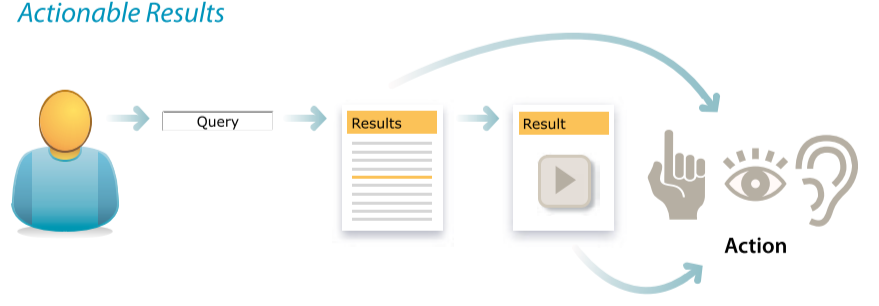 Actionable Results
Query
Results
Result
Action